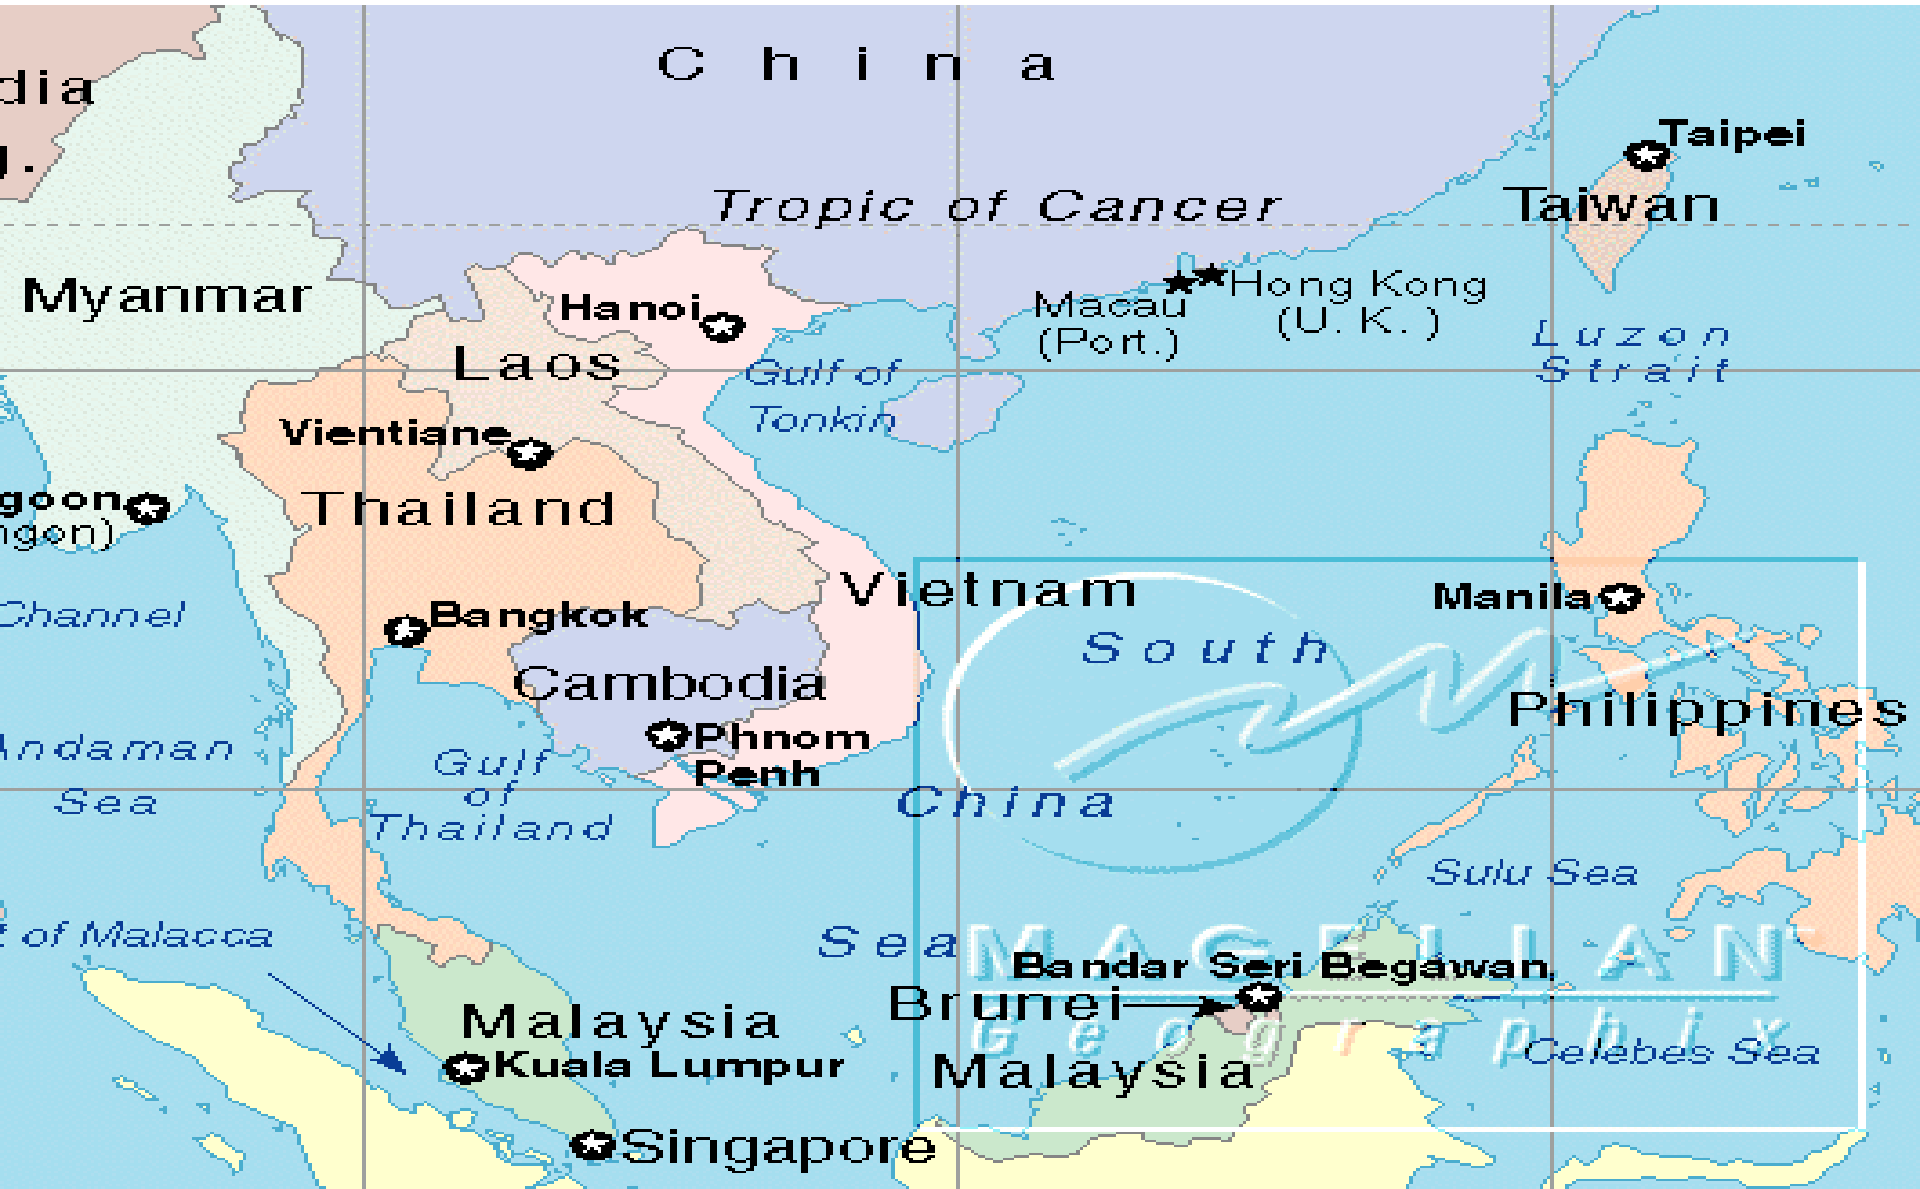 China
dia
Taipei
Tropic of Cancer
Taiwan
Myanmar
Hanoi
Macau
(Port.)
Hong Kong
(U. K. )
Luzon
Strait
Laos
Gulf of
Tonkin
Vientiane
Thailand
goon
ngon)
Vietnam
Manila
Channel
Bangkok
South
Cambodia
Philippines
Phnom
Penh
Andaman
Sea
Gulf
of
Thailand
China
Sulu Sea
of Malacca
Sea
MAGELLAN
Geographix
Bandar Seri Begawan
Brunei
Malaysia
Celebes Sea
Kuala Lumpur
Malaysia
Singapore